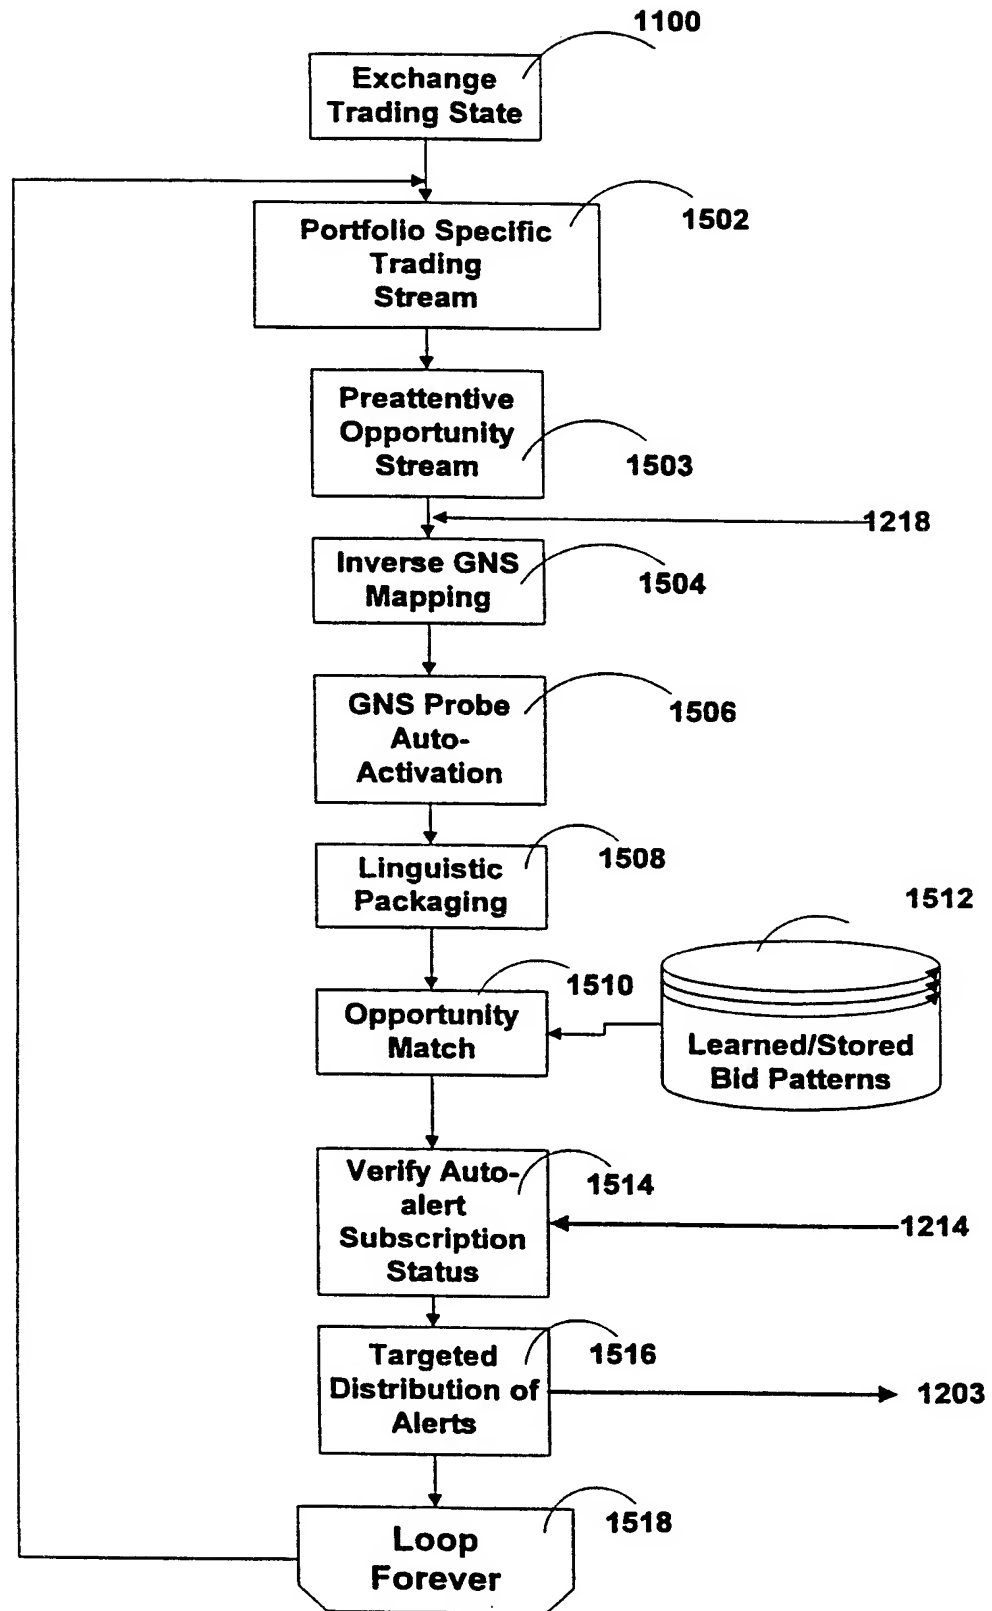 1100
Exchange
Trading State
1502
Portfolio Specific
Trading
Stream
Preattentive
Opportunity
Stream
1503
1218
Inverse GNS
Mapping
1504
GNS Probe
Auto-
Activation
1506
Linguistic
Packaging
1508
1512
1510
Opportunity
Match
Learned/Stored
Bid Patterns
Verify Auto-
alert
Subscription
Status
1514
1214
Targeted
Distribution of
Alerts
1516
1203
1518
Loop
Forever